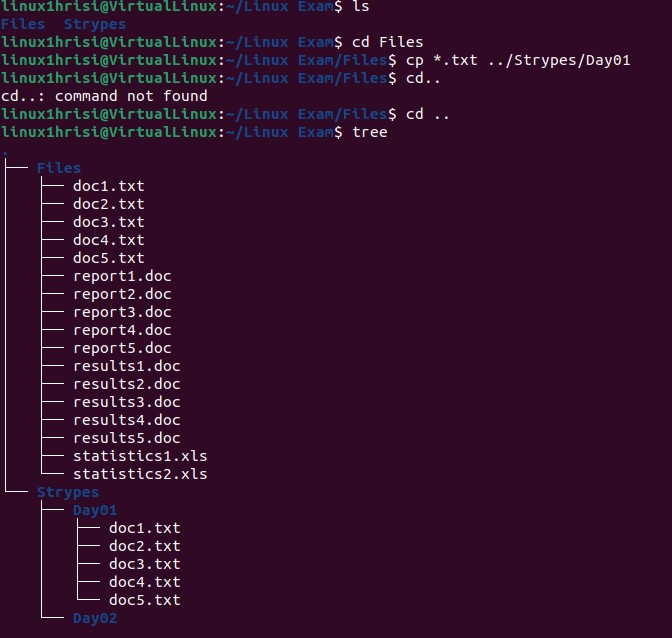 linux1hrisi@VirtualLinux:~/Linux Exam$ ls
Files  Strypes
linux1hrisi@VirtualLinux:~/Linux Exam$ cd Files
linux1hrisi@VirtualLinux:~/Linux Exam/Files$ cp *.txt ../Strypes/Day01
linux1hrisi@VirtualLinux:~/Linux Exam/Files$ cd..
cd..: command not found
linux1hrisi@VirtualLinux:~/Linux Exam/Files$ cd ..
linux1hrisi@VirtualLinux:~/Linux Exam$ tree
.
├── Files
│   ├── doc1.txt
│   ├── doc2.txt
│   ├── doc3.txt
│   ├── doc4.txt
│   ├── doc5.txt
│   ├── report1.doc
│   ├── report2.doc
│   ├── report3.doc
│   ├── report4.doc
│   ├── report5.doc
│   ├── results1.doc
│   ├── results2.doc
│   ├── results3.doc
│   ├── results4.doc
│   ├── results5.doc
│   ├── statistics1.xls
│   └── statistics2.xls
└── Strypes
    ├── Day01
    │   ├── doc1.txt
    │   ├── doc2.txt
    │   ├── doc3.txt
    │   ├── doc4.txt
    │   └── doc5.txt
    └── Day02